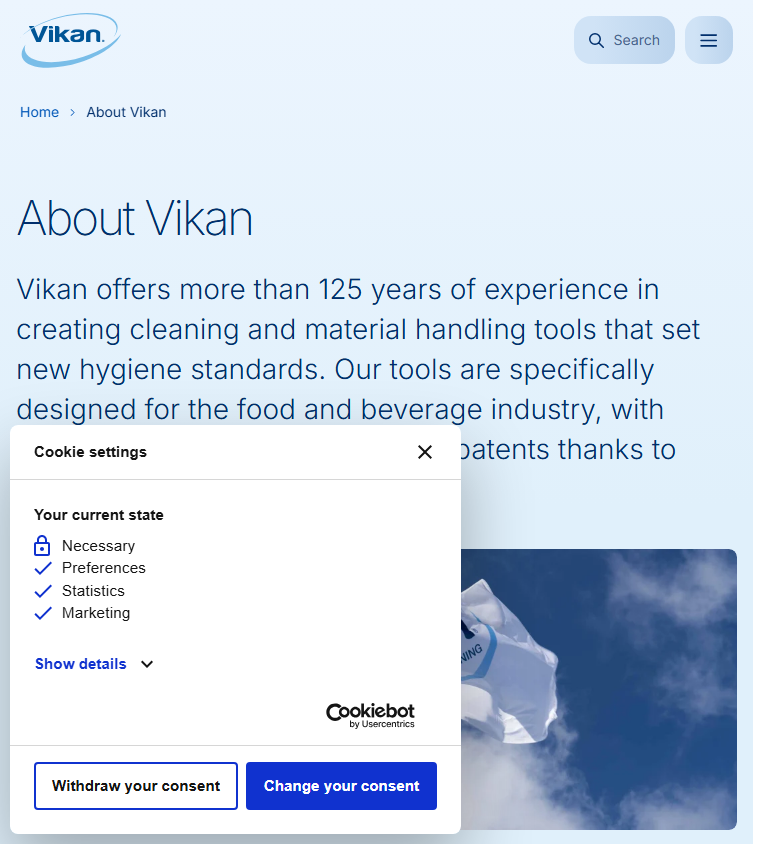 Vikan
Search
Home > About Vikan
About Vikan
Vikan offers more than 125 years of experience in
creating cleaning and material handling tools that set
new hygiene standards. Our tools are specifically
designed for the food and beverage industry, with
patents thanks to
Cookie settings
Your current state
Necessary
Preferences
Statistics
Marketing
Show details
Cookiebot
by Usercentrics
Withdraw your consent
Change your consent